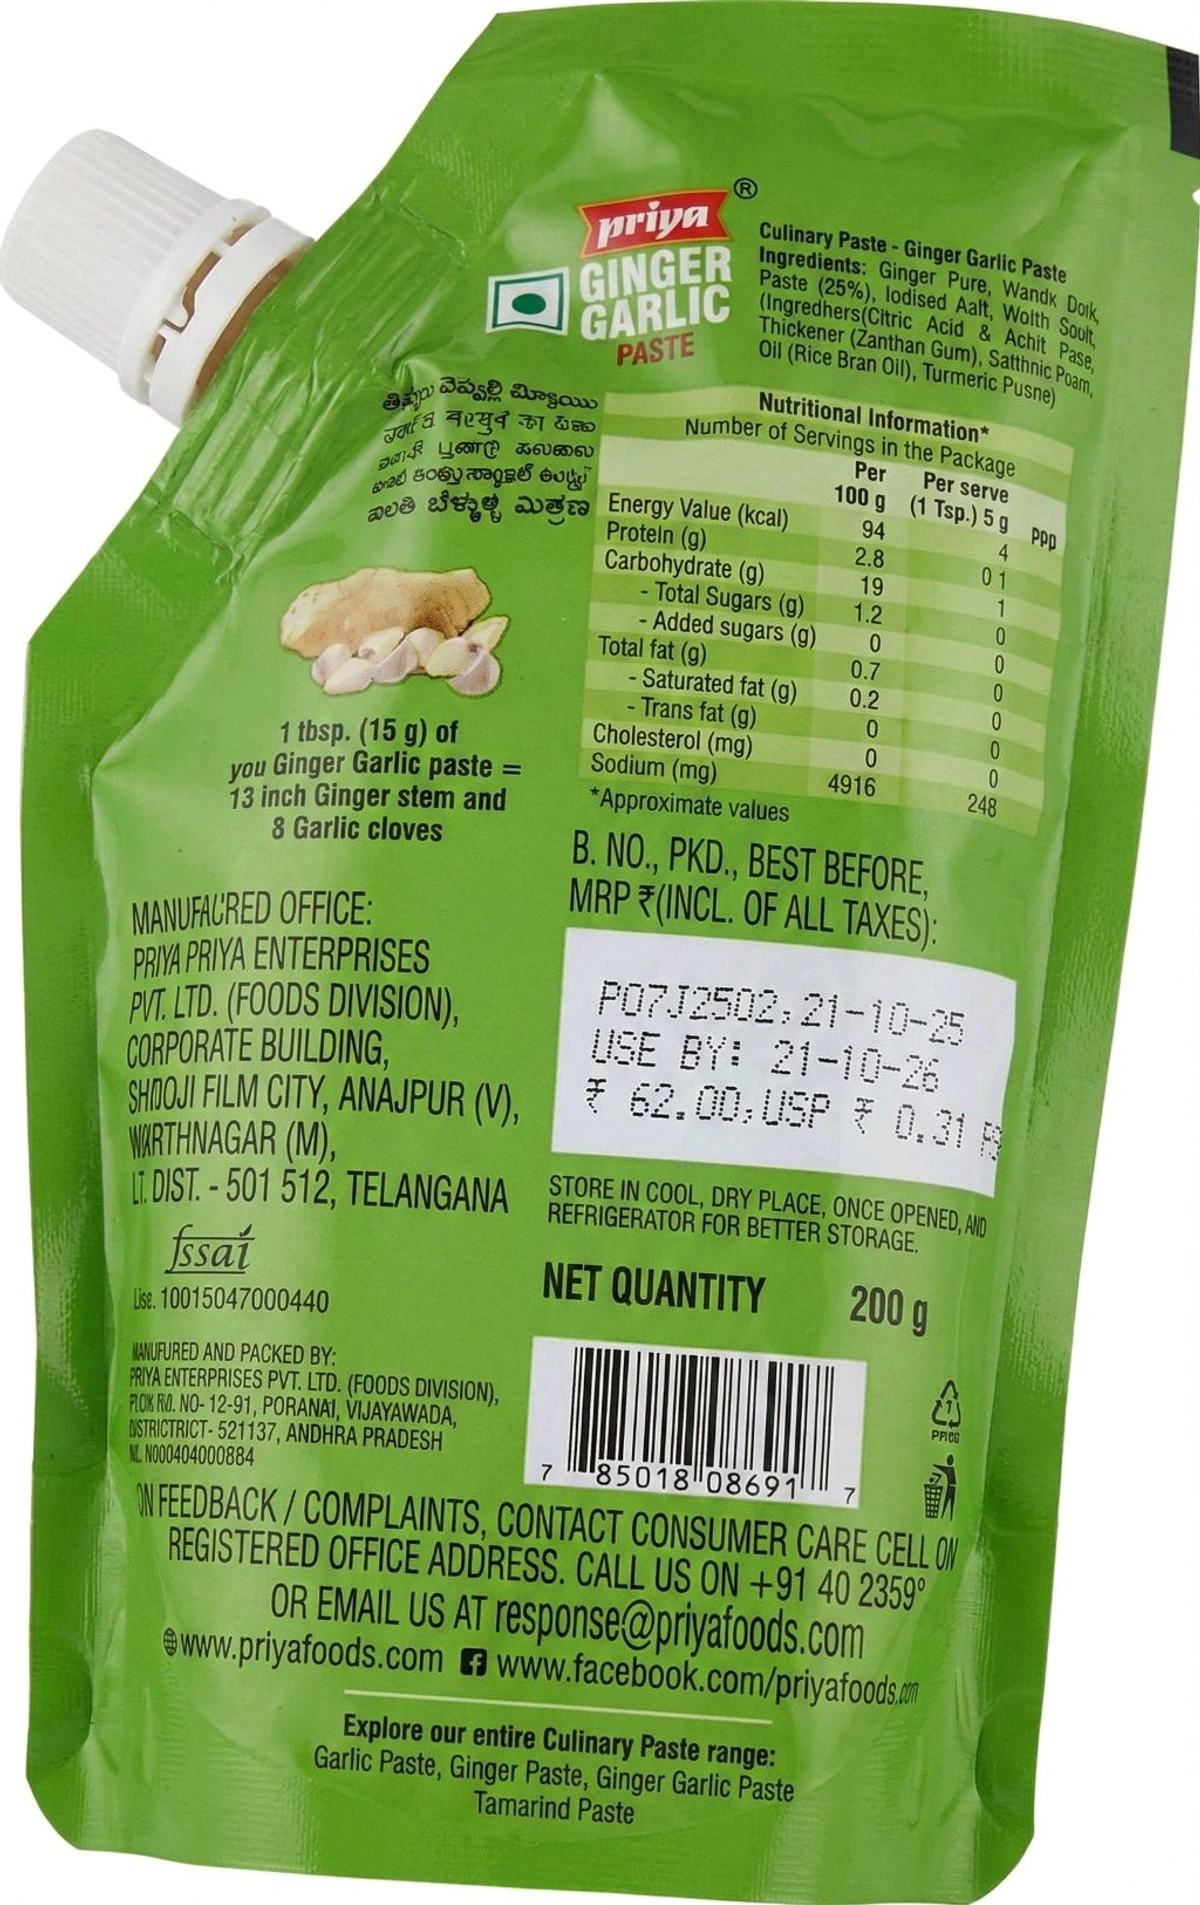 priya®
GINGER
GARLIC
PASTE
Culinary Paste - Ginger Garlic Paste
Ingredients: Ginger Pure, Wandk Doık,
Paste (25%), Iodised Aalt, Wolth Soult,
(Ingredhers(Citric Acid & Achit Pase,
Thickener (Zanthan Gum), Satthnic Poam,
Oil (Rice Bran Oil), Turmeric Pusne)
Nutritional Information*
Number of Servings in the Package
Per 100 g Per serve (1 Tsp.) 5 g ppp
Energy Value (kcal) 94 4
Protein (g) 2.8 0 1
Carbohydrate (g) 19 1
- Total Sugars (g) 1.2 0
- Added sugars (g) 0 0
Total fat (g) 0.7 0
- Saturated fat (g) 0.2 0
- Trans fat (g) 0 0
Cholesterol (mg) 0 0
Sodium (mg) 4916 248
*Approximate values
1 tbsp. (15 g) of
you Ginger Garlic paste =
13 inch Ginger stem and
8 Garlic cloves
B. NO., PKD., BEST BEFORE,
MRP ₹(INCL. OF ALL TAXES):
P07J2502;21-10-25
USE BY: 21-10-26
₹ 62.00;USP ₹ 0.31
MANUFAC'RED OFFICE:
PRIYA PRIYA ENTERPRISES
PVT. LTD. (FOODS DIVISION),
CORPORATE BUILDING,
FILM CITY, ANAJPUR (V),
(M),
LT. DIST. - 501 512, TELANGANA
fssai
Lise. 10015047000440
STORE IN COOL, DRY PLACE, ONCE OPENED, AND
REFRIGERATOR FOR BETTER STORAGE.
NET QUANTITY 200 g
MANUFURED AND PACKED BY:
PRIYA ENTERPRISES PVT. LTD. (FOODS DIVISION),
NO- 12-91, PORANAI, VIJAYAWADA,
DISTRICTRICT- 521137, ANDHRA PRADESH
N000404000884
7 85018 08691 7
1
ON FEEDBACK / COMPLAINTS, CONTACT CONSUMER CARE CELL ON
REGISTERED OFFICE ADDRESS. CALL US ON +91 40 2359°
OR EMAIL US AT response@priyafoods.com
www.priyafoods.com f www.facebook.com/priyafoods.com
Explore our entire Culinary Paste range:
Garlic Paste, Ginger Paste, Ginger Garlic Paste
Tamarind Paste